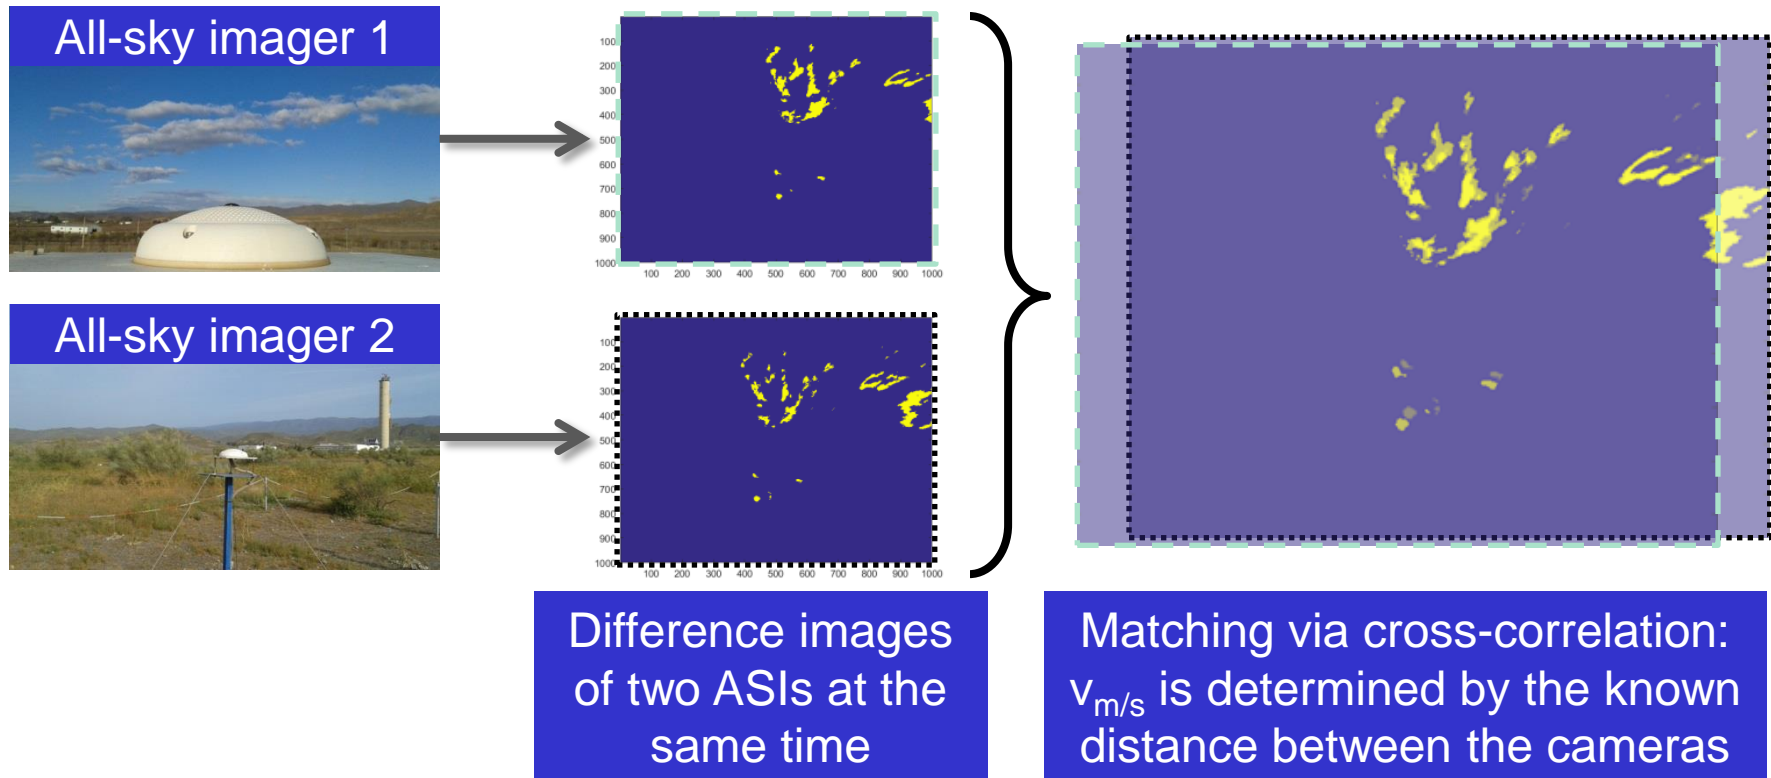 All-sky imager 1
100
200
300
400
500
600
700
800
900
1000
100 200 300 400 500 600 700 800 900 1000
All-sky imager 2
100
200
300
400
500
600
700
800
900
1000
100 200 300 400 500 600 700 800 900 1000
Difference images
of two ASIs at the
same time
Matching via cross-correlation:
v_m/s is determined by the known
distance between the cameras